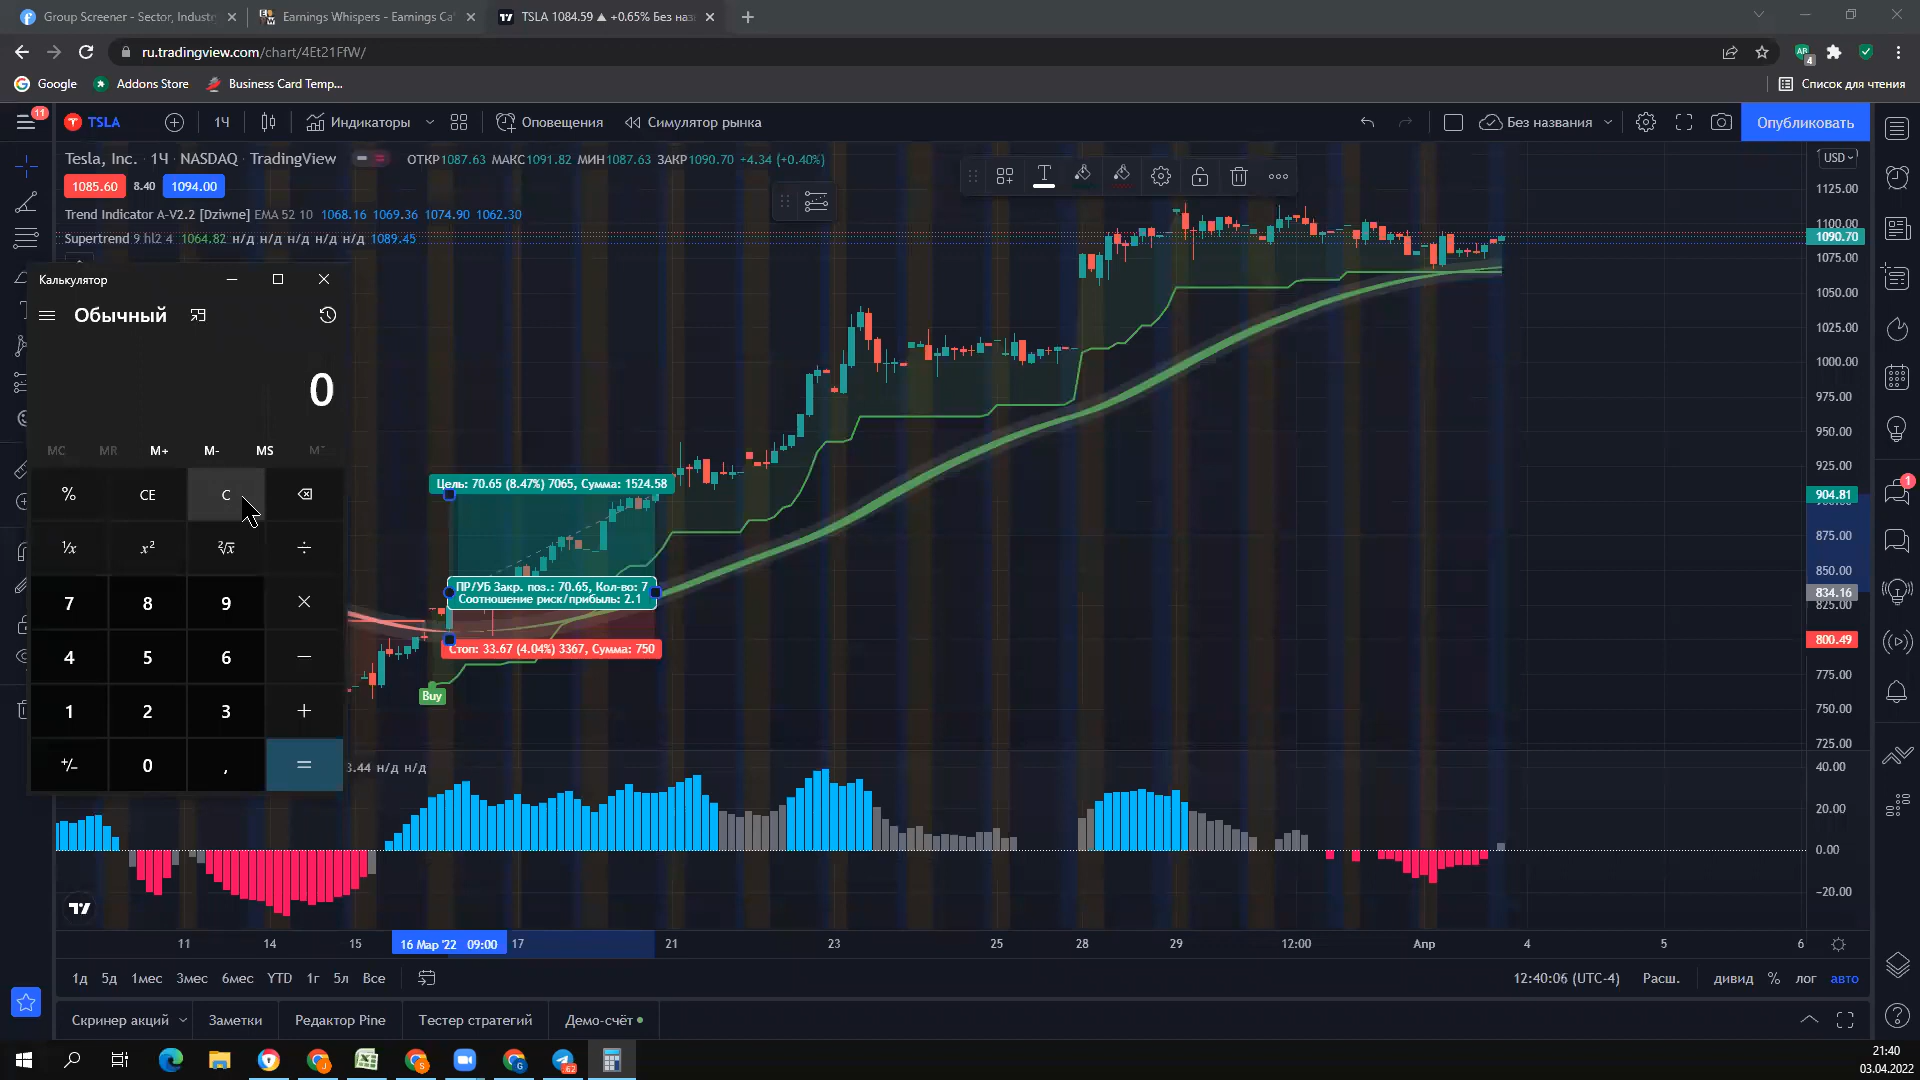 Group Screener - Sector, Industr
Earnings Whispers - Earnings Ca
TSLA 1084.59 ▲ +0.65% Без наз
ru.tradingview.com/chart/4Et21FfW/
4
Google
Addons Store
Business Card Temp...
Список для чтения
11
TSLA
1Ч
Индикаторы
Оповещения
Симулятор рынка
Без названия
Опубликовать
Tesla, Inc. · 1Ч · NASDAQ · TradingView
ОТКР1087.63 МАКС1091.82 МИН1087.63 ЗАКР1090.70 +4.34 (+0.40%)
USD
1085.60
8.40
1094.00
Trend Indicator A-V2.2 [Dziwne] EMA 52 10 1068.16 1069.36 1074.90 1062.30
Supertrend 9 hl2 4 1064.82 н/д н/д н/д н/д н/д 1089.45
Калькулятор
Обычный
0
MC
MR
M+
M-
MS
%
CE
C
¹⁄x
x²
²√x
÷
7
8
9
×
4
5
6
−
1
2
3
+
+/-
0
,
=
Цель: 70.65 (8.47%) 7065, Сумма: 1524.58
ПР/УБ Закр. поз.: 70.65, Кол-во: 7
Соотношение риск/прибыль: 2.1
Стоп: 33.67 (4.04%) 3367, Сумма: 750
Buy
3.44 н/д н/д
1125.00
1100.00
1090.70
1075.00
1050.00
1025.00
1000.00
975.00
950.00
925.00
904.81
875.00
850.00
834.16
825.00
800.49
775.00
750.00
725.00
40.00
20.00
0.00
−20.00
1
11
14
15
16 Мар '22 09:00
17
21
23
25
28
29
12:00
Апр
4
5
6
1д
5д
1мес
3мес
6мес
YTD
1г
5л
Все
12:40:06 (UTC-4)
Расш.
дивид
%
лог
авто
Скринер акций
Заметки
Редактор Pine
Тестер стратегий
Демо-счёт
62
21:40
03.04.2022